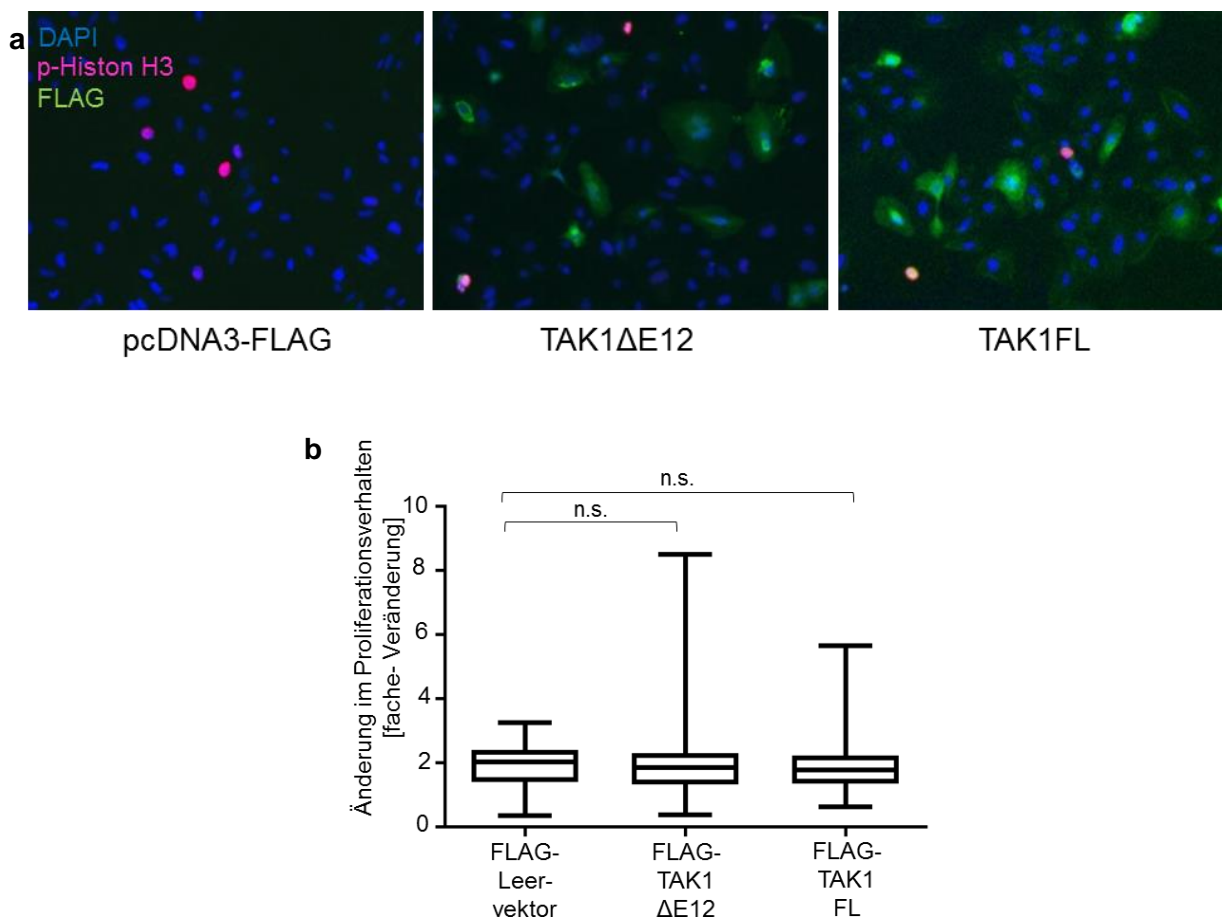 a
DAPI
p-Histon H3
FLAG
pcDNA3-FLAG
TAK1ΔE12
TAK1FL
b
Änderung im Proliferationsverhalten
[fache- Veränderung]
n.s.
n.s.
10
8
6
4
2
0
FLAG-
Leer-
vektor
FLAG-
TAK1
ΔE12
FLAG-
TAK1
FL